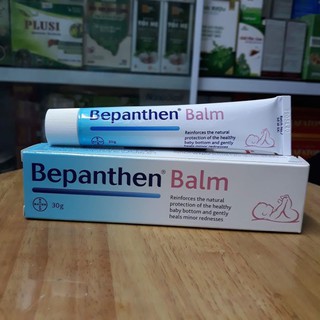 PLUSI
Bepanthen® Balm
Reinforces the natural
protection of the healthy
baby bottom and gently
heals minor rednesses
30g
Bepanthen® Balm
Reinforces the natural
protection of the healthy
baby bottom and gently
heals minor rednesses
BAYER
30g